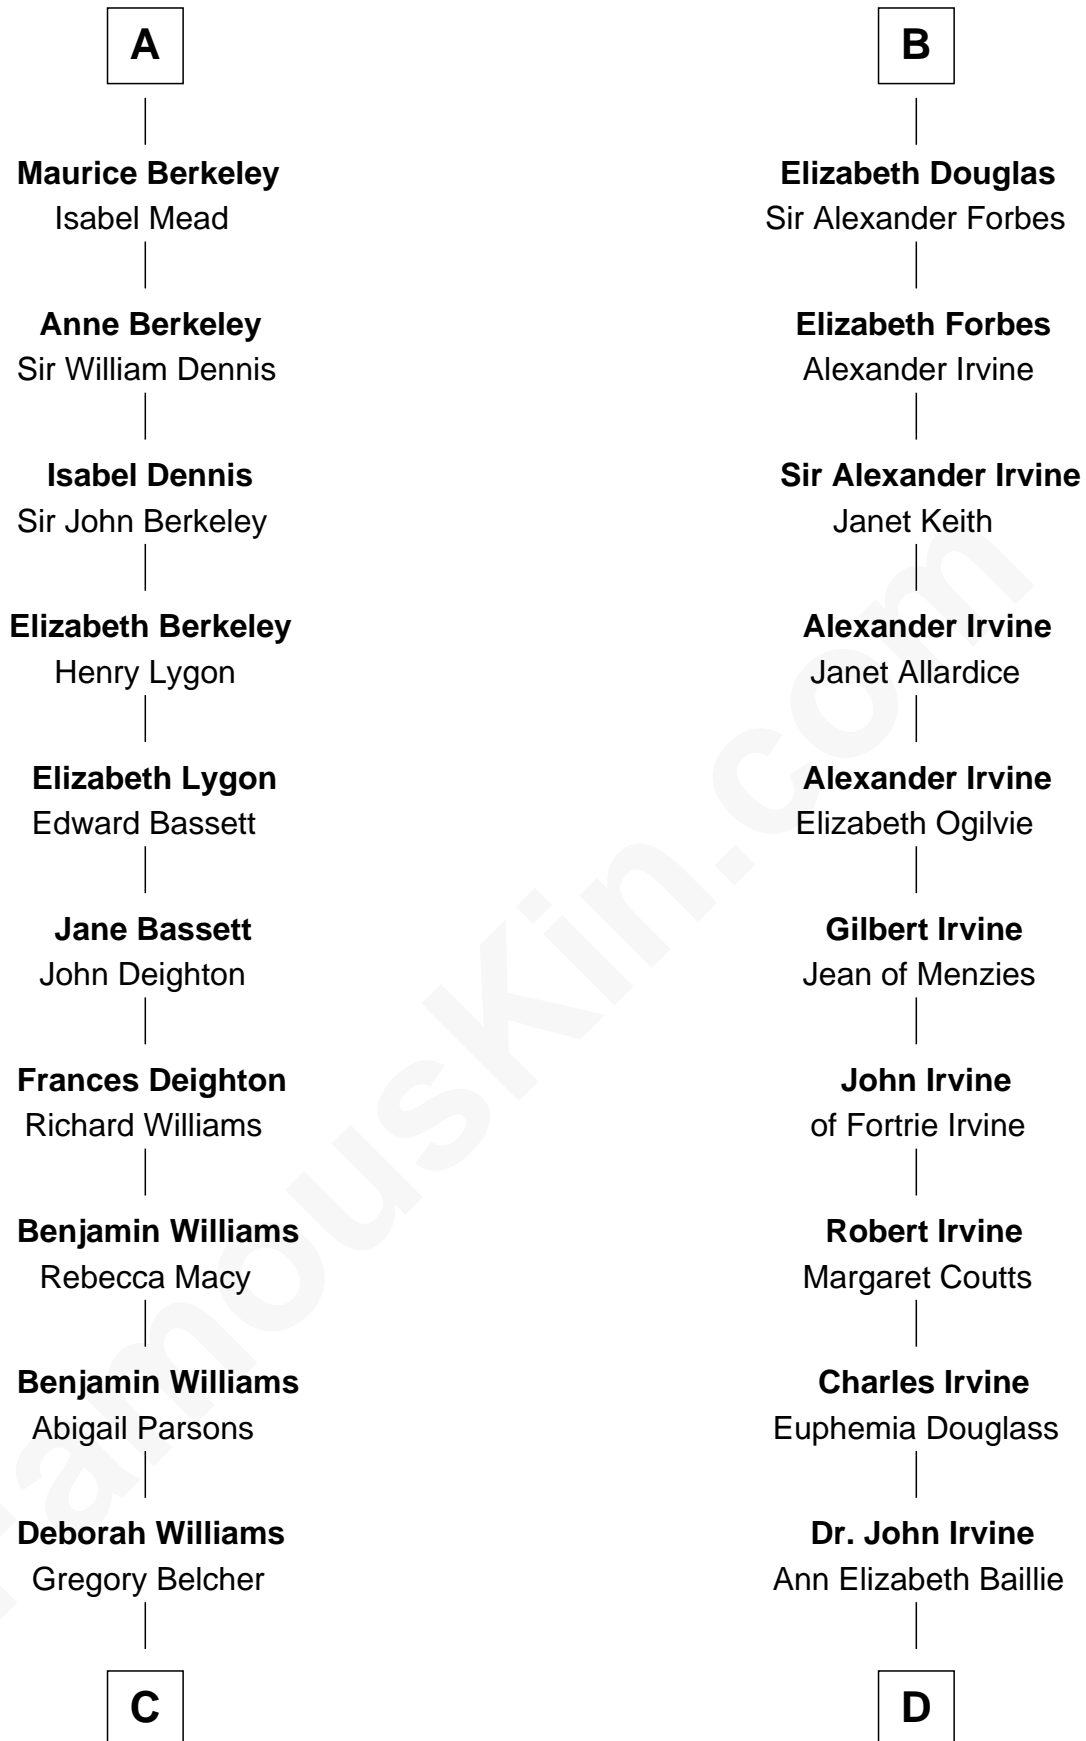 A
Maurice Berkeley
Isabel Mead
Anne Berkeley
Sir William Dennis
Isabel Dennis
Sir John Berkeley
Elizabeth Berkeley
Henry Lygon
Elizabeth Lygon
Edward Bassett
Jane Bassett
John Deighton
Frances Deighton
Richard Williams
Benjamin Williams
Rebecca Macy
Benjamin Williams
Abigail Parsons
Deborah Williams
Gregory Belcher
C
B
Elizabeth Douglas
Sir Alexander Forbes
Elizabeth Forbes
Alexander Irvine
Sir Alexander Irvine
Janet Keith
Alexander Irvine
Janet Allardice
Alexander Irvine
Elizabeth Ogilvie
Gilbert Irvine
Jean of Menzies
John Irvine
of Fortrie Irvine
Robert Irvine
Margaret Coutts
Charles Irvine
Euphemia Douglass
Dr. John Irvine
Ann Elizabeth Baillie
D
FamousKin.com